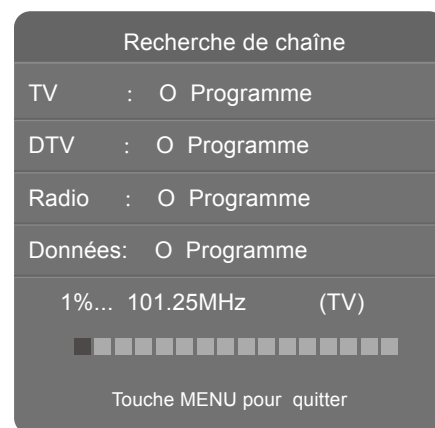 Recherche de chaîne
TV : O Programme
DTV : O Programme
Radio : O Programme
Données: O Programme
1%... 101.25MHz (TV)
Touche MENU pour quitter